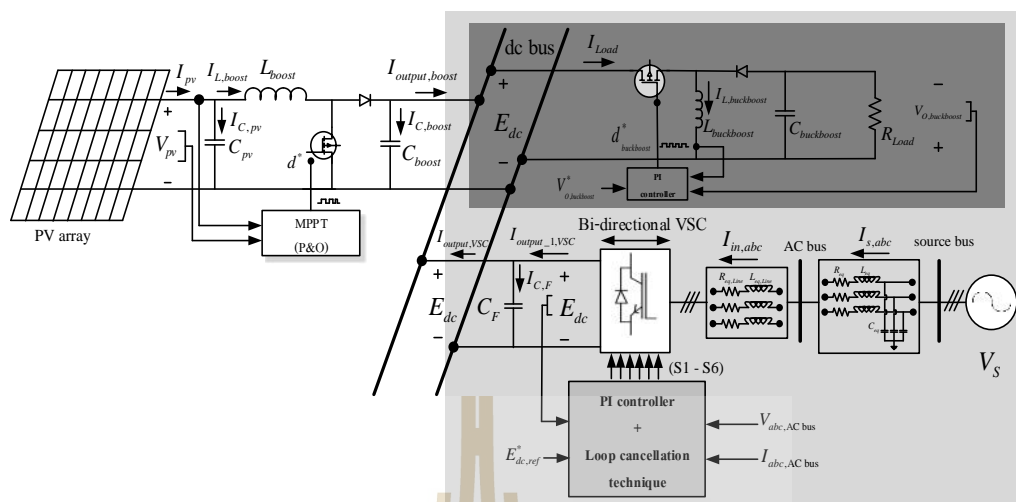 I_pv
I_L,boost
L_boost
I_output,boost
dc bus
I_Load
I_C,pv
V_pv
C_pv
d*
I_C,boost
C_boost
E_dc
d*_buckboost
I_L,buckboost
L_buckboost
C_buckboost
R_Load
V_O,buckboost
V*_O,buckboost
PI
controller
PV array
MPPT
(P&O)
I_output,VSC
I_output_1,VSC
Bi-directional VSC
I_in,abc
AC bus
I_s,abc
source bus
E_dc
C_F
I_C,F
E_dc
R_eq,Line
L_eq,Line
R_eq
L_eq
C_eq
V_S
(S1 - S6)
PI controller
+
Loop cancellation
technique
E*_dc,ref
V_abc,AC bus
I_abc,AC bus